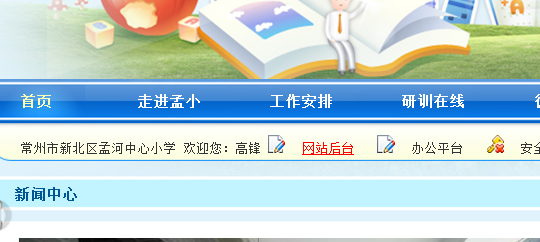 首页 走进孟小 工作安排 研训在线
常州市新北区孟河中心小学 欢迎您：高锋 网站后台 办公平台 安全
新闻中心